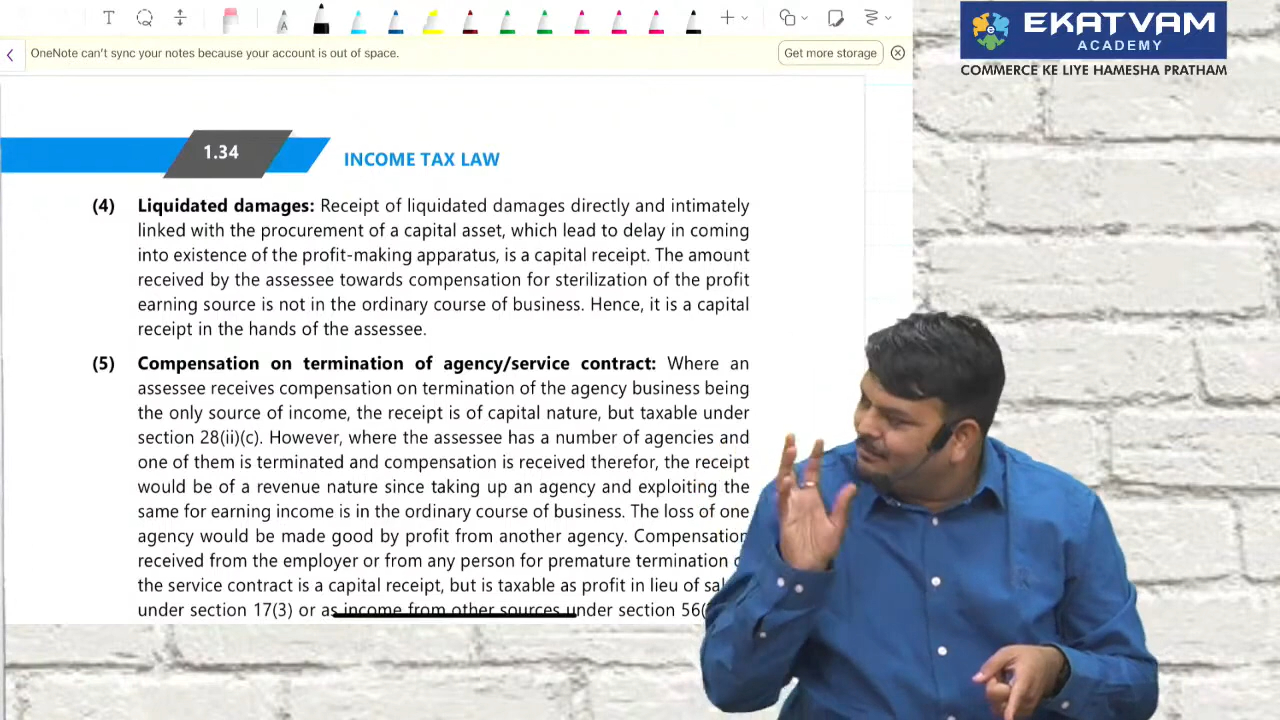 EKATVAM
ACADEMY
COMMERCE KE LIYE HAMESHA PRATHAM
OneNote can't sync your notes because your account is out of space.
Get more storage
1.34
INCOME TAX LAW
(4) Liquidated damages: Receipt of liquidated damages directly and intimately
linked with the procurement of a capital asset, which lead to delay in coming
into existence of the profit-making apparatus, is a capital receipt. The amount
received by the assessee towards compensation for sterilization of the profit
earning source is not in the ordinary course of business. Hence, it is a capital
receipt in the hands of the assessee.
(5) Compensation on termination of agency/service contract: Where an
assessee receives compensation on termination of the agency business being
the only source of income, the receipt is of capital nature, but taxable under
section 28(ii)(c). However, where the assessee has a number of agencies and
one of them is terminated and compensation is received therefor, the receipt
would be of a revenue nature since taking up an agency and exploiting the
same for earning income is in the ordinary course of business. The loss of one
agency would be made good by profit from another agency. Compensation
received from the employer or from any person for premature termination
the service contract is a capital receipt, but is taxable as profit in lieu of
under section 17(3) or as income from other sources under section